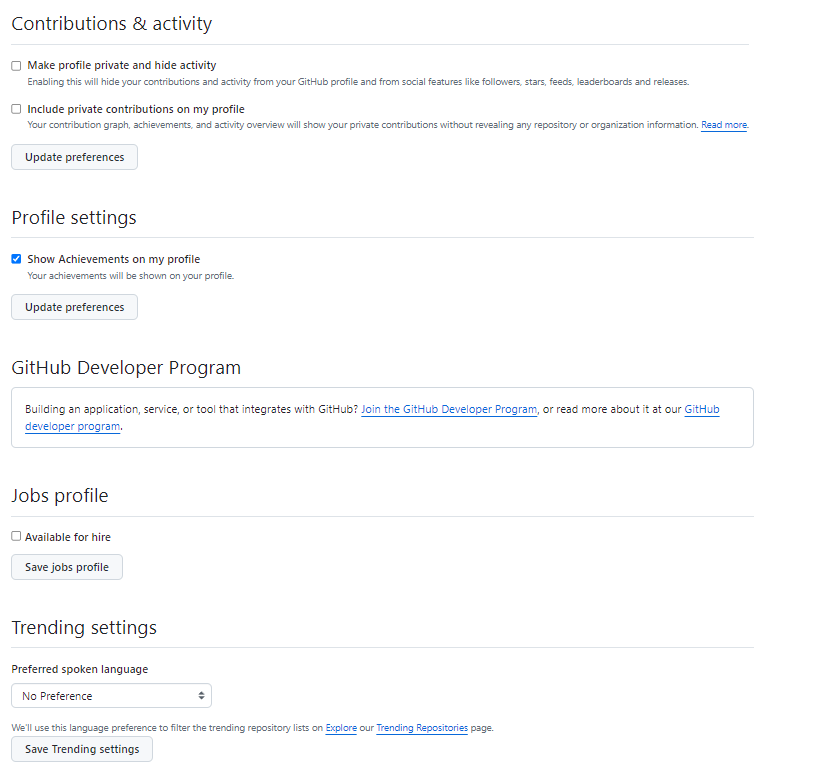 Contributions & activity
Make profile private and hide activity
Enabling this will hide your contributions and activity from your GitHub profile and from social features like followers, stars, feeds, leaderboards and releases.
Include private contributions on my profile
Your contribution graph, achievements, and activity overview will show your private contributions without revealing any repository or organization information. Read more.
Update preferences
Profile settings
Show Achievements on my profile
Your achievements will be shown on your profile.
Update preferences
GitHub Developer Program
Building an application, service, or tool that integrates with GitHub? Join the GitHub Developer Program, or read more about it at our GitHub
developer program.
Jobs profile
Available for hire
Save jobs profile
Trending settings
Preferred spoken language
No Preference
We'll use this language preference to filter the trending repository lists on Explore our Trending Repositories page.
Save Trending settings